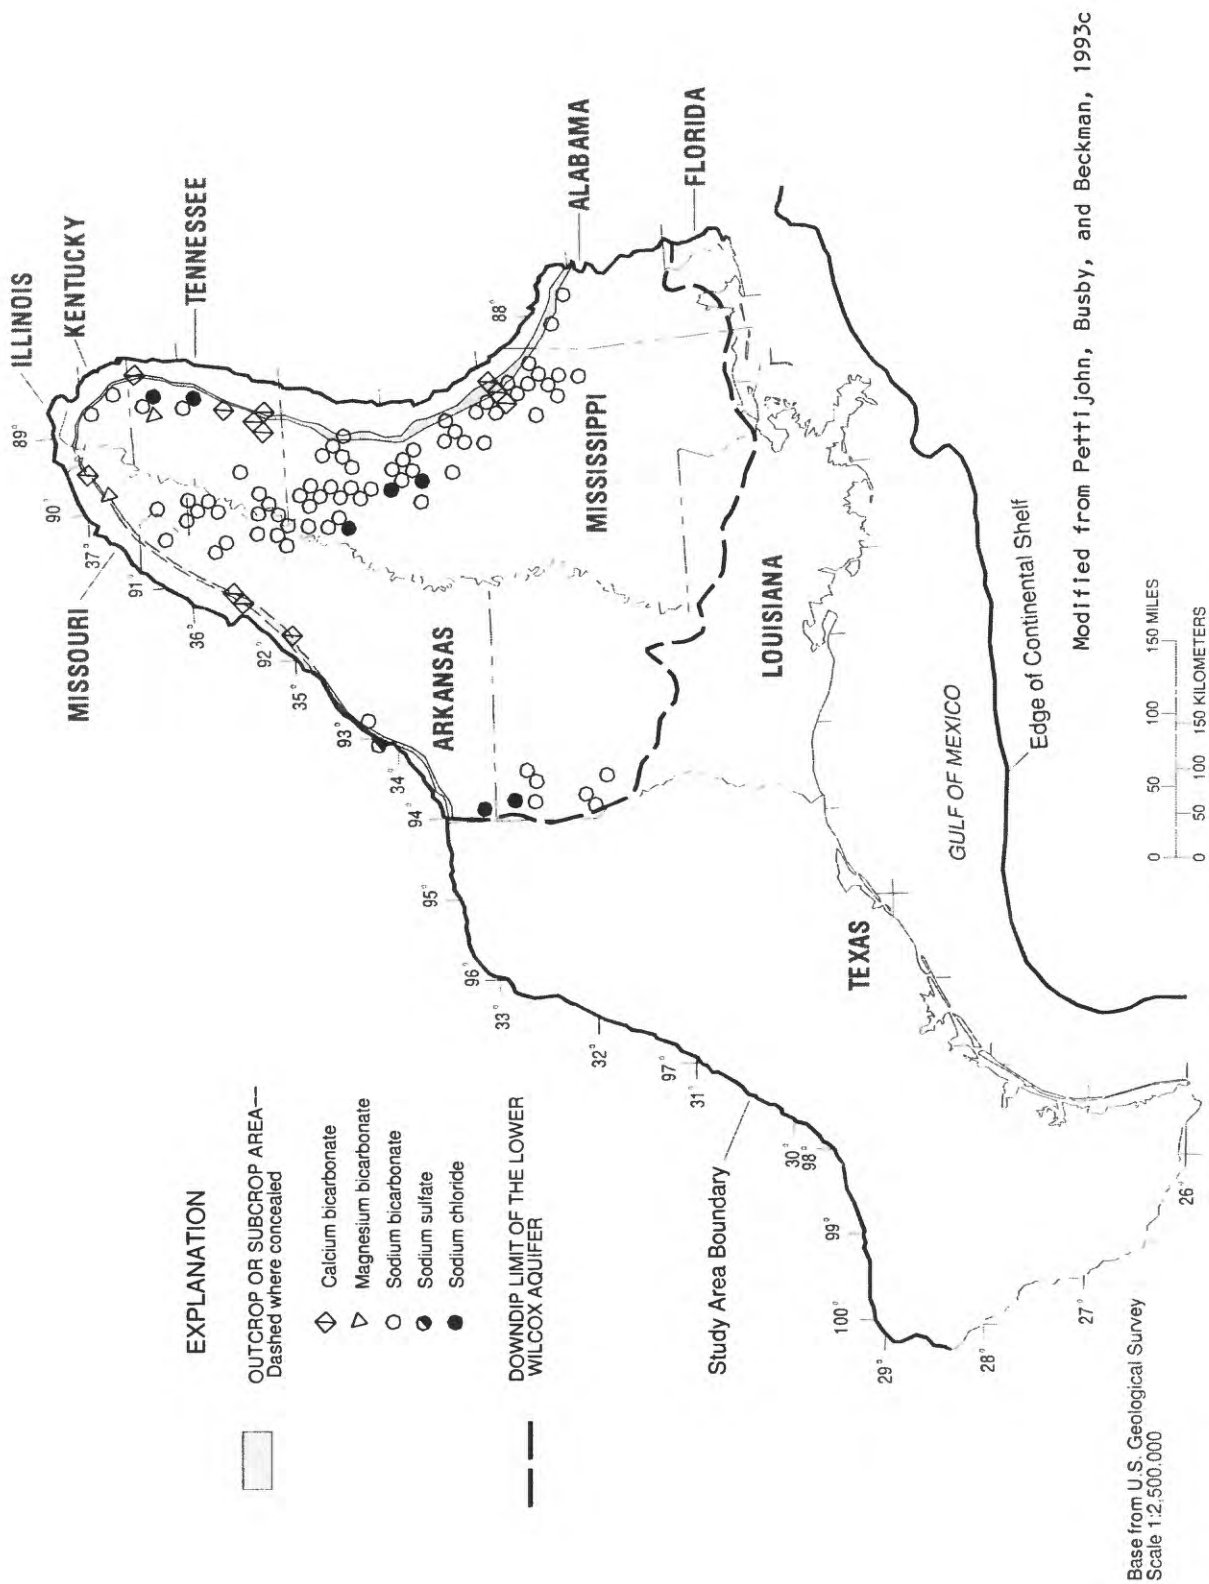 EXPLANATION
OUTCROP OR SUBCROP AREA—
Dashed where concealed
Calcium bicarbonate
Magnesium bicarbonate
Sodium bicarbonate
Sodium sulfate
Sodium chloride
DOWNDIP LIMIT OF THE LOWER
WILCOX AQUIFER
Study Area Boundary
ILLINOIS
KENTUCKY
TENNESSEE
MISSOURI
ARKANSAS
MISSISSIPPI
ALABAMA
FLORIDA
LOUISIANA
TEXAS
GULF OF MEXICO
Edge of Continental Shelf
89°
90°
37°
91°
36°
92°
35°
93°
34°
94°
95°
96°
33°
32°
97°
31°
30°
98°
99°
100°
29°
28°
27°
26°
88°
0 50 100 150 MILES
0 50 100 150 KILOMETERS
Base from U.S. Geological Survey
Scale 1:2,500.000
Modified from Pettijohn, Busby, and Beckman, 1993c